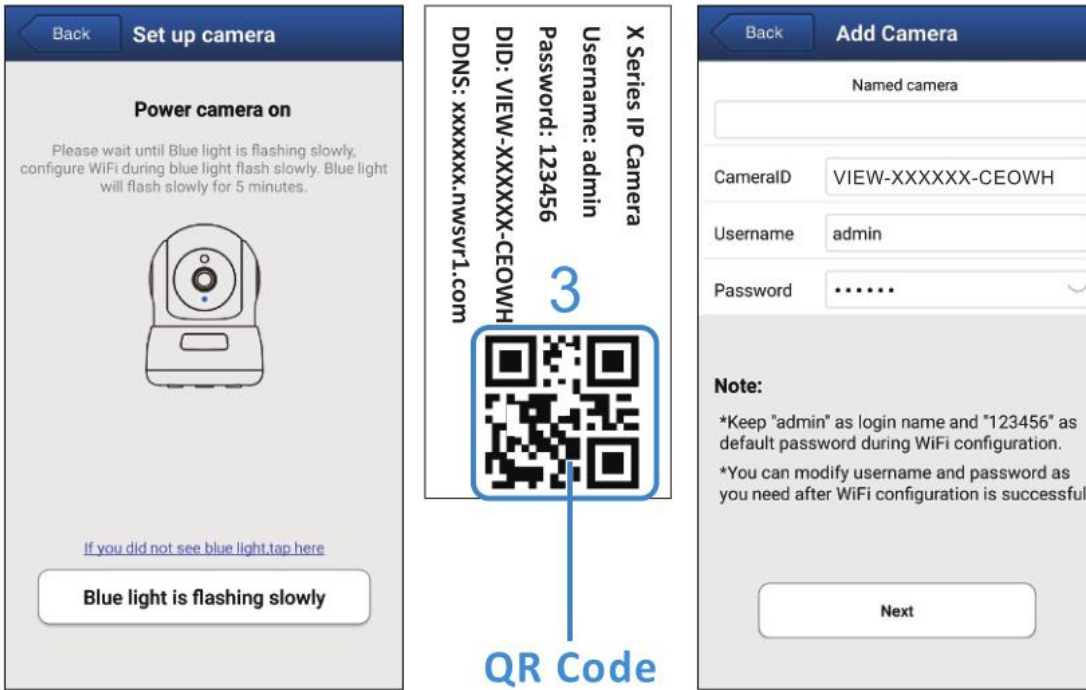 Back
Set up camera
Power camera on
Please wait until Blue light is flashing slowly,
configure WiFi during blue light flash slowly. Blue light
will flash slowly for 5 minutes.
If you did not see blue light,tap here
Blue light is flashing slowly
X Series IP Camera
Username: admin
Password: 123456
DID: VIEW-XXXXXX-CEOWH
DDNS: xxxxxxx.nwsvr1.com
3
QR Code
Back
Add Camera
Named camera
CameraID VIEW-XXXXXX-CEOWH
Username admin
Password ••••••
Note:
*Keep "admin" as login name and "123456" as
default password during WiFi configuration.
*You can modify username and password as
you need after WiFi configuration is successful
Next